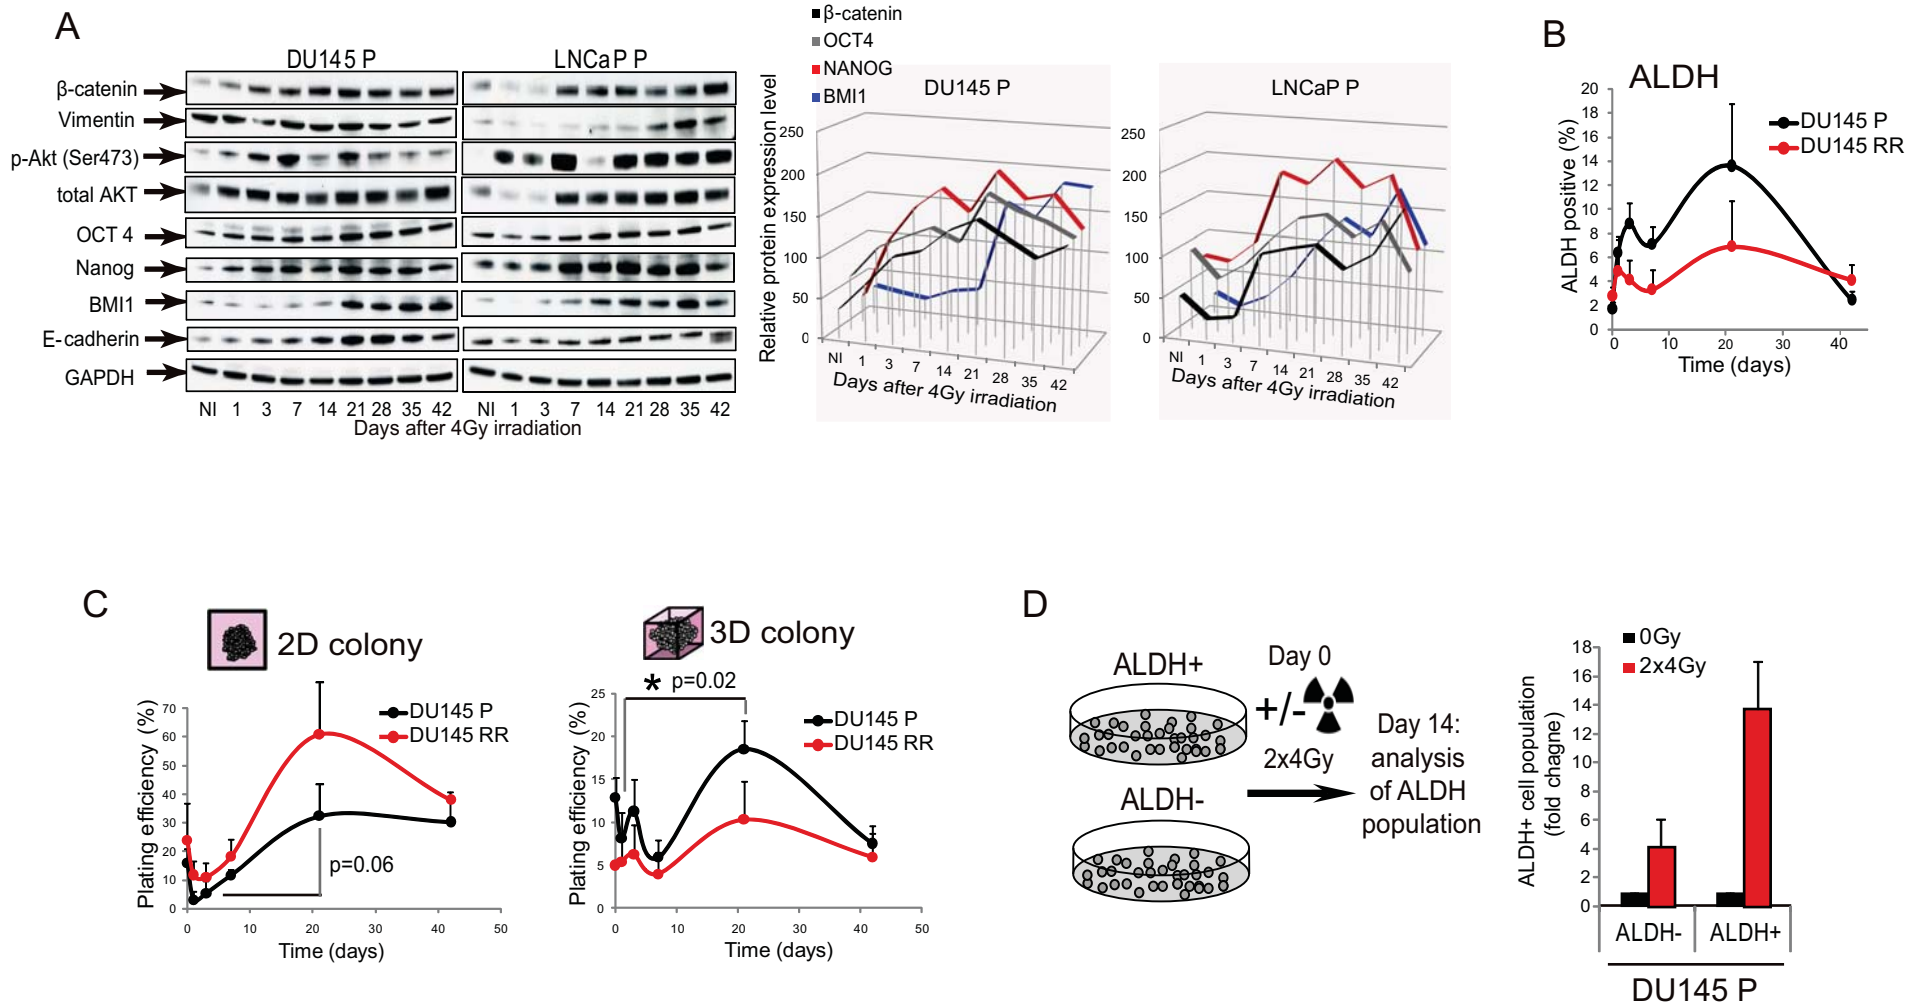 A
DU145 P
LNCaP P
β-catenin
Vimentin
p-Akt (Ser473)
total AKT
OCT 4
Nanog
BMI1
E-cadherin
GAPDH
NI 1 3 7 14 21 28 35 42
NI 1 3 7 14 21 28 35 42
Days after 4Gy irradiation
β-catenin
OCT4
NANOG
BMI1
DU145 P
LNCaP P
Relative protein expression level
250
200
150
100
50
0
NI 1 3 7 14 21 28 35 42
Days after 4Gy irradiation
250
200
150
100
50
0
NI 1 3 7 14 21 28 35 42
Days after 4Gy irradiation
B
ALDH
DU145 P
DU145 RR
ALDH positive (%)
20
18
16
14
12
10
8
6
4
2
0
0 10 20 30 40
Time (days)
C
2D colony
DU145 P
DU145 RR
Plating efficiency (%)
70
60
50
40
30
20
10
0
p=0.06
0 10 20 30 40 50
Time (days)
3D colony
* p=0.02
DU145 P
DU145 RR
Plating efficiency (%)
25
20
15
10
5
0
0 10 20 30 40 50
Time (days)
D
ALDH+
ALDH-
Day 0
+/-
2x4Gy
Day 14:
analysis
of ALDH
population
0Gy
2x4Gy
ALDH+ cell population
(fold chagne)
18
16
14
12
10
8
6
4
2
0
ALDH- ALDH+
DU145 P